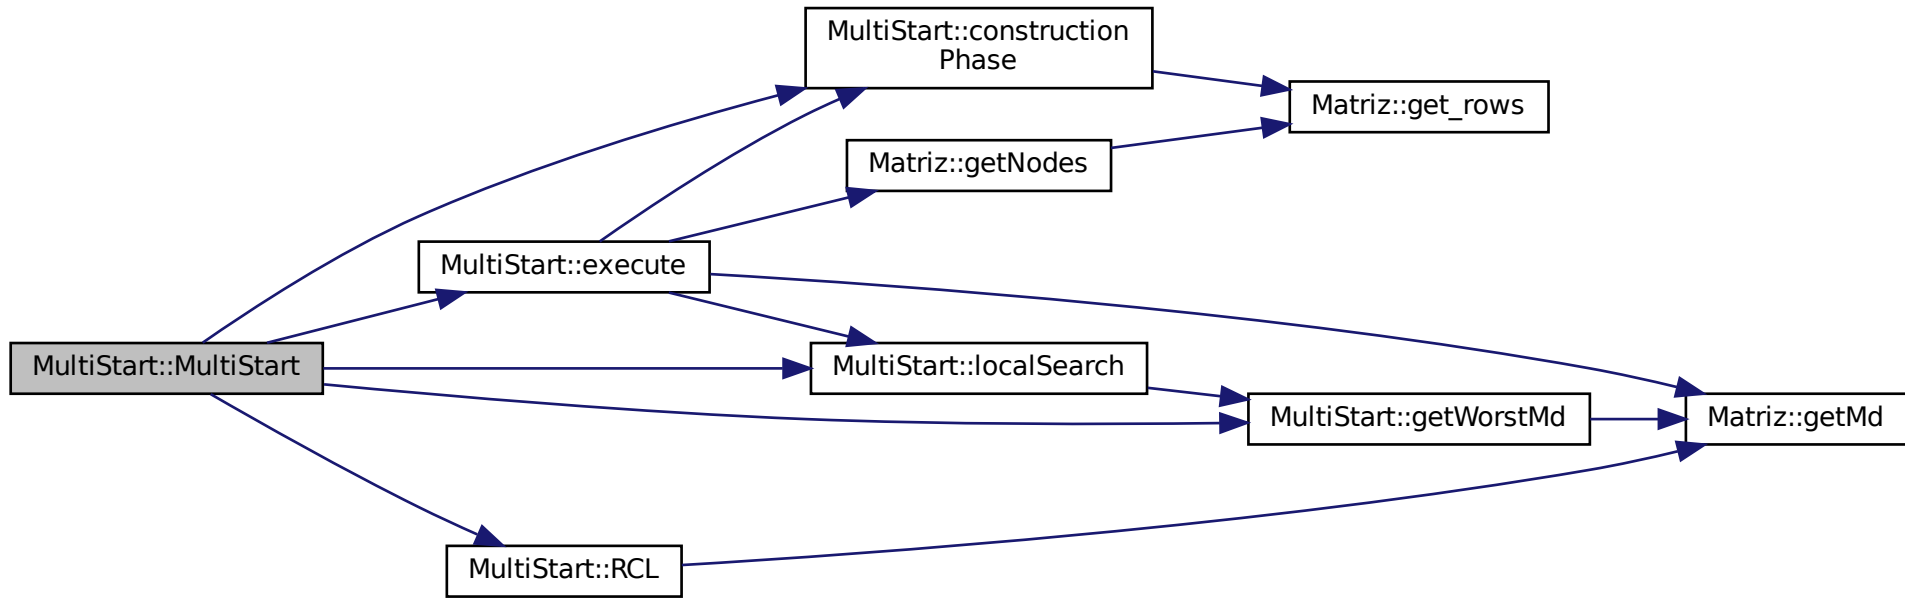 MultiStart::construction
Phase
Matriz::get_rows
Matriz::getNodes
MultiStart::execute
MultiStart::MultiStart
MultiStart::localSearch
MultiStart::getWorstMd
Matriz::getMd
MultiStart::RCL